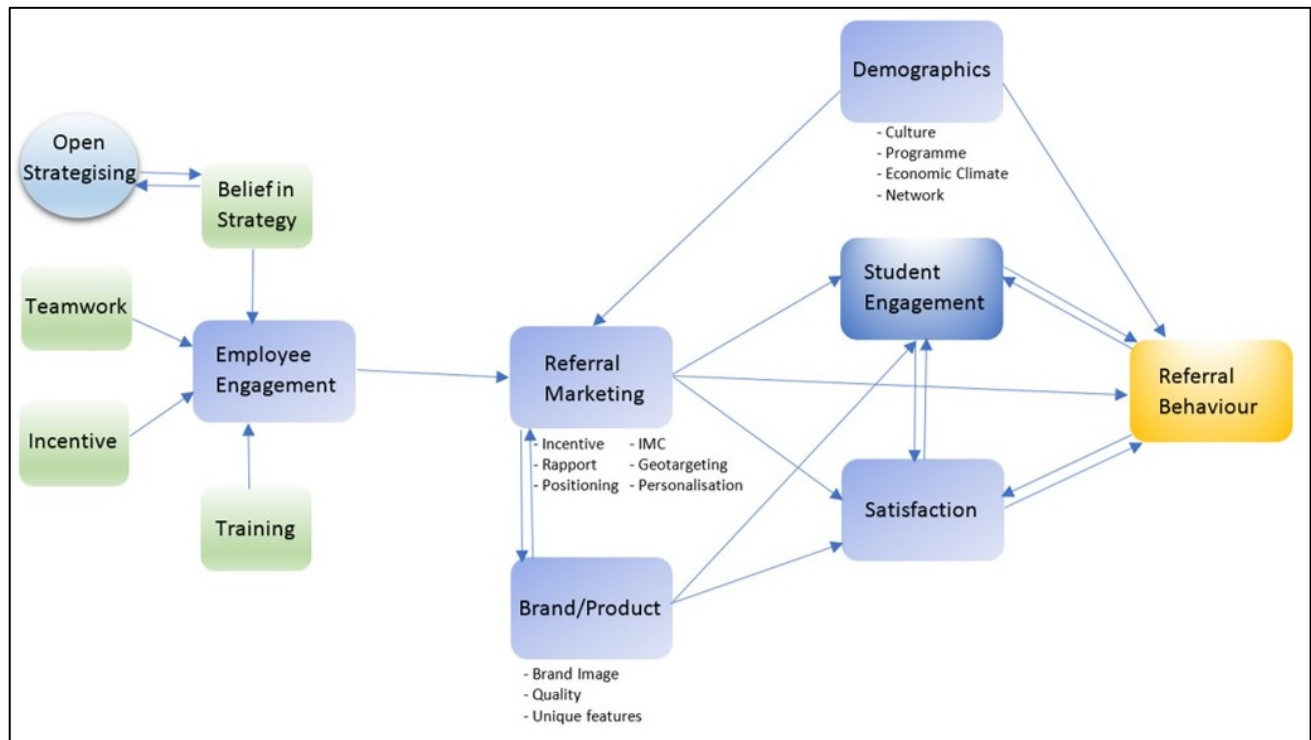 Demographics
- Culture
- Programme
- Economic Climate
- Network
Open
Strategising
Belief in
Strategy
Teamwork
Incentive
Training
Employee
Engagement
Referral
Marketing
- Incentive - IMC
- Rapport - Geotargeting
- Positioning - Personalisation
Brand/Product
- Brand Image
- Quality
- Unique features
Student
Engagement
Satisfaction
Referral
Behaviour